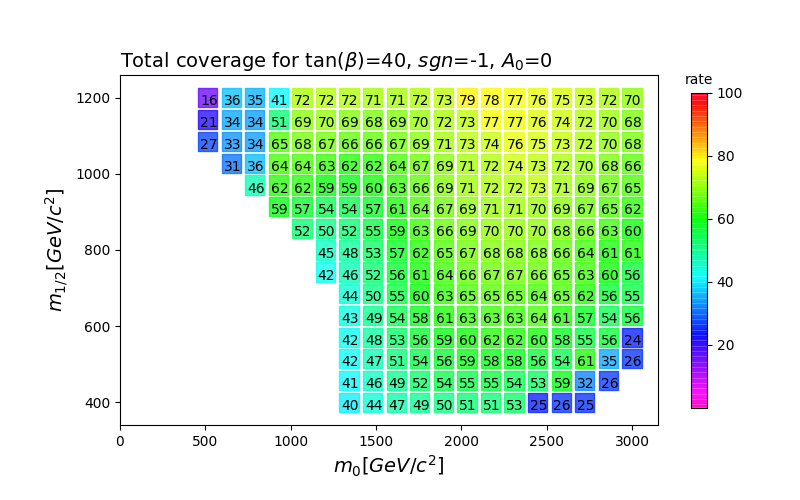 Total coverage for tan(β)=40, sgn=-1, A₀=0
rate
m₁/₂[GeV/c²]
1200 16 36 35 41 72 72 72 71 71 72 73 79 78 77 76 75 73 72 70 100
21 34 34 51 69 70 69 68 69 70 72 73 77 77 76 74 72 70 68
27 33 34 65 68 67 66 66 67 69 71 73 74 76 75 73 72 70 68
1000 31 36 64 64 63 62 62 64 67 69 71 72 74 73 72 70 68 66 80
46 62 62 59 59 60 63 66 69 71 72 72 73 71 69 67 65
59 57 54 54 57 61 64 67 69 71 71 70 69 67 65 62
52 50 52 55 59 63 66 69 70 70 70 68 66 63 60 60
800 45 48 53 57 62 65 67 68 68 68 66 64 61 61
42 46 52 56 61 64 66 67 67 66 65 63 60 56
44 50 55 60 63 65 65 65 64 65 62 56 55 40
43 49 54 58 61 63 63 63 64 61 57 54 56
600 42 48 53 56 59 60 62 62 60 58 55 56 24 20
42 47 51 54 56 59 58 58 56 54 61 35 26
41 46 49 52 54 55 55 54 53 59 32 26
400 40 44 47 49 50 51 51 53 25 26 25
0 500 1000 1500 2000 2500 3000
m₀[GeV/c²]